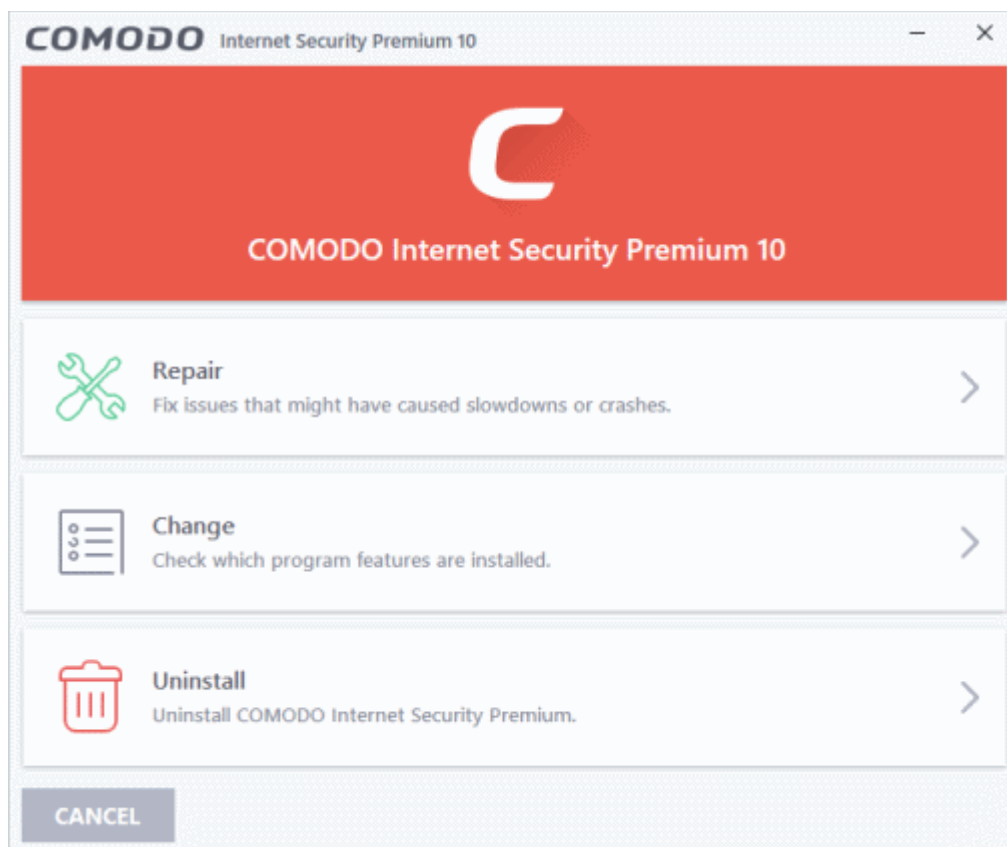 COMODO Internet Security Premium 10
C
COMODO Internet Security Premium 10
Repair
Fix issues that might have caused slowdowns or crashes.
Change
Check which program features are installed.
Uninstall
Uninstall COMODO Internet Security Premium.
CANCEL